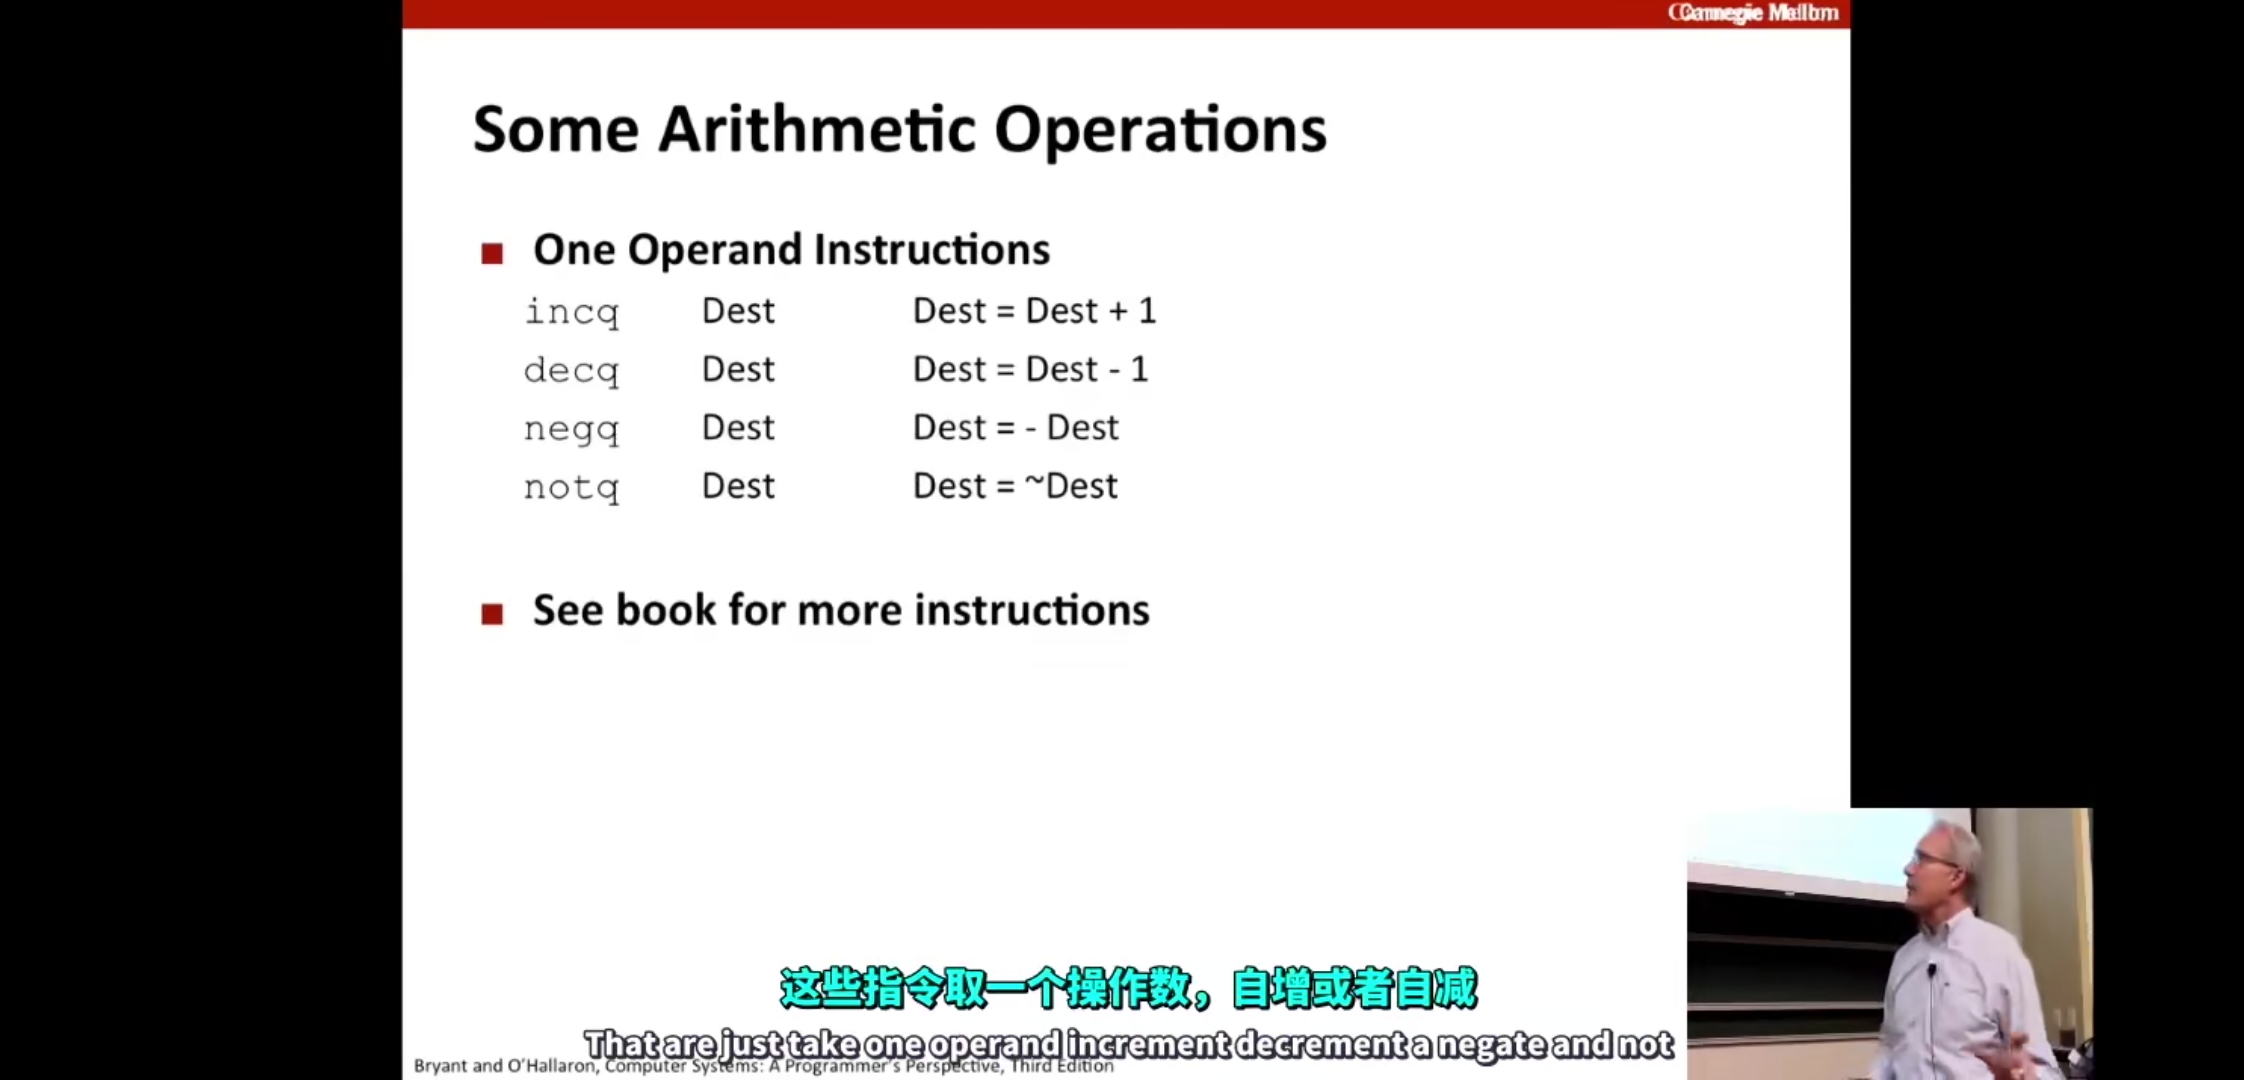 Carnegie Mellon
Some Arithmetic Operations
One Operand Instructions
incq Dest Dest = Dest + 1
decq Dest Dest = Dest - 1
negq Dest Dest = - Dest
notq Dest Dest = ~Dest
See book for more instructions
这些指令取一个操作数，自增或者自减
That are just take one operand increment decrement a negate and not
Bryant and O'Hallaron, Computer Systems: A Programmer's Perspective, Third Edition